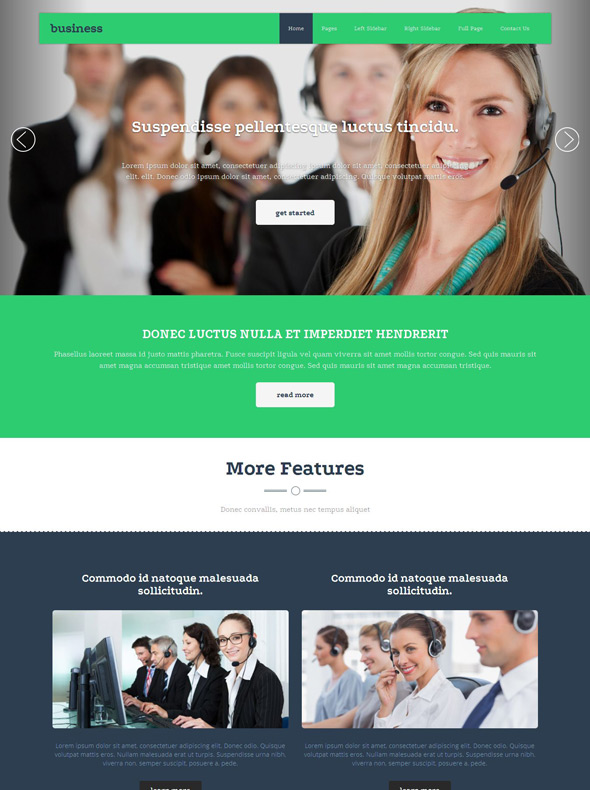 business
Home Pages Left Sidebar Right Sidebar Full Page Contact Us
Suspendisse pellentesque luctus tincidu.
Lorem ipsum dolor sit amet, consectetuer adipiscing ipsum dolor sit amet, consectetuer adipiscing
elit. elit. Donec odio ipsum dolor sit amet, consectetuer adipiscing. Quisque volutpat mattis eros.
get started
DONEC LUCTUS NULLA ET IMPERDIET HENDRERIT
Phasellus laoreet massa id justo mattis pharetra. Fusce suscipit ligula vel quam viverra sit amet mollis tortor congue. Sed quis mauris sit
amet magna accumsan tristique amet mollis tortor congue. Sed quis mauris sit amet magna accumsan tristique.
read more
More Features
Donec convallis, metus nec tempus aliquet
Commodo id natoque malesuada
sollicitudin.
Lorem ipsum dolor sit amet, consectetuer adipiscing elit. Donec odio. Quisque
volutpat mattis eros. Nullam malesuada erat ut turpis. Suspendisse urna nibh,
viverra non, semper suscipit, posuere a, pede.
learn more
Commodo id natoque malesuada
sollicitudin.
Lorem ipsum dolor sit amet, consectetuer adipiscing elit. Donec odio. Quisque
volutpat mattis eros. Nullam malesuada erat ut turpis. Suspendisse urna nibh,
viverra non, semper suscipit, posuere a, pede.
learn more